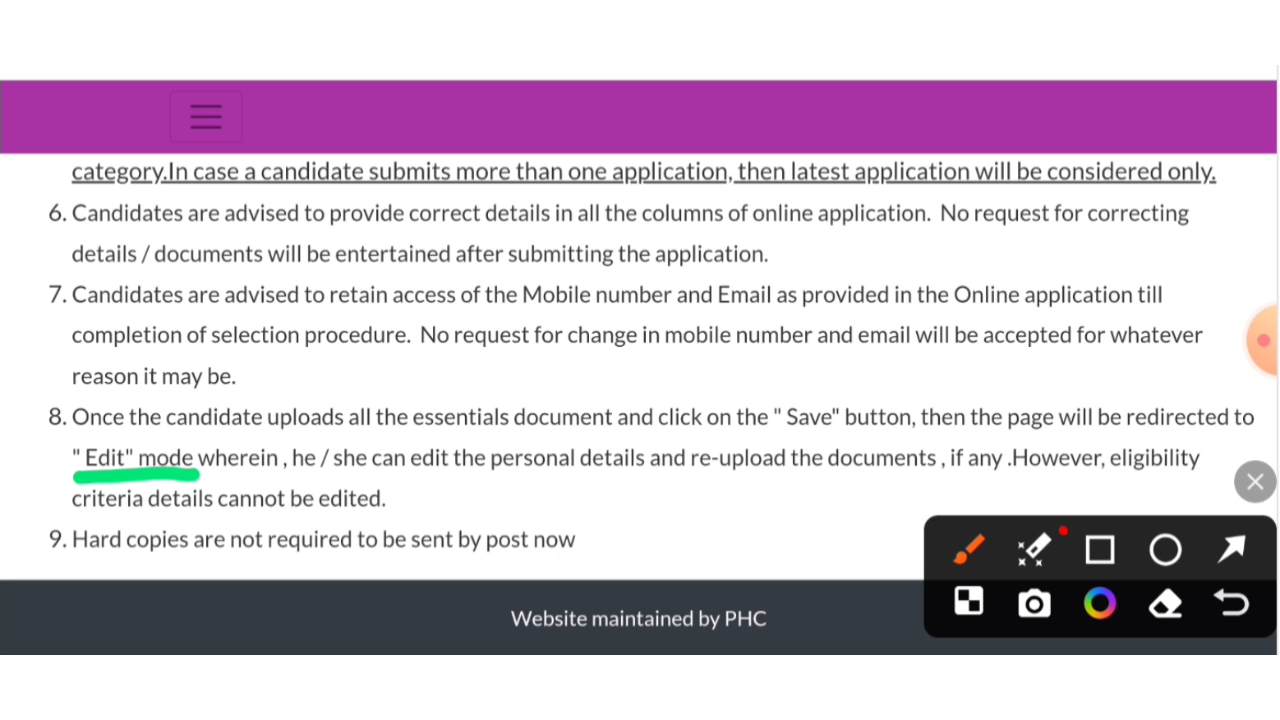 category.In case a candidate submits more than one application, then latest application will be considered only.
6. Candidates are advised to provide correct details in all the columns of online application. No request for correcting
details / documents will be entertained after submitting the application.
7. Candidates are advised to retain access of the Mobile number and Email as provided in the Online application till
completion of selection procedure. No request for change in mobile number and email will be accepted for whatever
reason it may be.
8. Once the candidate uploads all the essentials document and click on the " Save" button, then the page will be redirected to
" Edit" mode wherein , he / she can edit the personal details and re-upload the documents , if any .However, eligibility
criteria details cannot be edited.
9. Hard copies are not required to be sent by post now
Website maintained by PHC